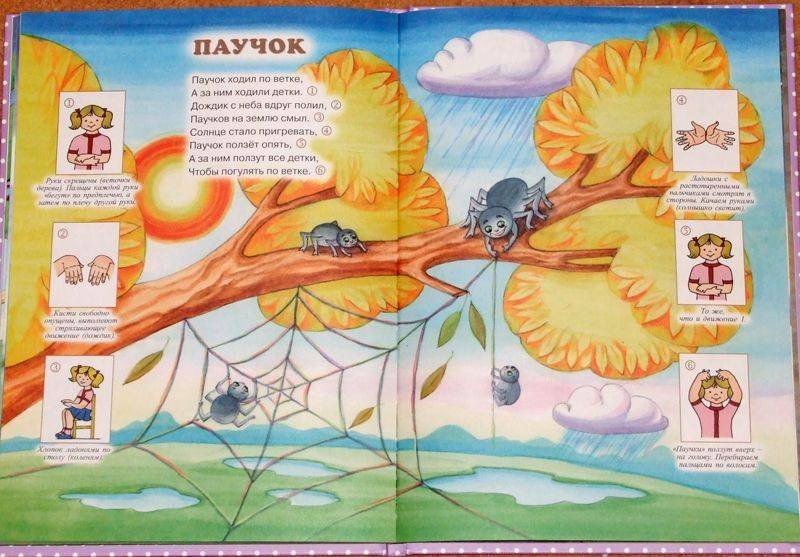 ПАУЧОК
Паучок ходил по ветке,
А за ним ходили детки. ①
Дождик с неба вдруг полил, ②
Паучков на землю смыл. ③
Солнце стало пригревать, ④
Паучок ползёт опять, ⑤
А за ним ползут все детки,
Чтобы погулять по ветке. ⑥
①
Руки скрещены (веточки
дерева). Пальцы каждой руки
«бегут» по предплечью, а
затем по плечу другой руки.
②
Кисти свободно
опущены, выполняют
стряхивающее
движение (дождик).
③
Хлопок ладонями по
столу (коленям).
④
Ладошки с
растопыренными
пальчиками смотрят в
стороны. Качаем руками
(солнышко светит).
⑤
То же,
что и движение 1.
⑥
«Паучки» ползут вверх –
на голову. Перебираем
пальцами по волосам.